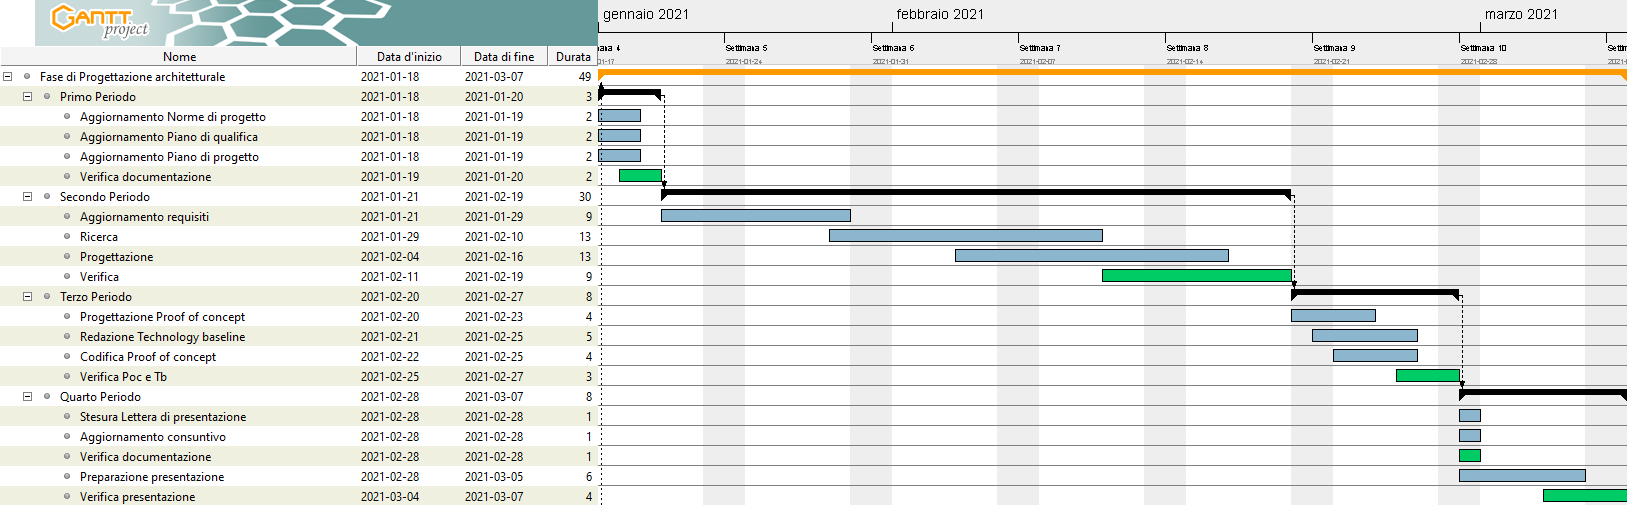 GANTT
project
gennaio 2021
febbraio 2021
marzo 2021
Nome
Data d'inizio
Data di fine
Durata
Settimana 5
Settimana 6
Settimana 7
Settimana 8
Settimana 9
Settimana 10
2021-01-24
2021-01-31
2021-02-07
2021-02-14
2021-02-21
2021-02-28
Fase di Progettazione architetturale 2021-01-18 2021-03-07 49
Primo Periodo 2021-01-18 2021-01-20 3
Aggiornamento Norme di progetto 2021-01-18 2021-01-19 2
Aggiornamento Piano di qualifica 2021-01-18 2021-01-19 2
Aggiornamento Piano di progetto 2021-01-18 2021-01-19 2
Verifica documentazione 2021-01-19 2021-01-20 2
Secondo Periodo 2021-01-21 2021-02-19 30
Aggiornamento requisiti 2021-01-21 2021-01-29 9
Ricerca 2021-01-29 2021-02-10 13
Progettazione 2021-02-04 2021-02-16 13
Verifica 2021-02-11 2021-02-19 9
Terzo Periodo 2021-02-20 2021-02-27 8
Progettazione Proof of concept 2021-02-20 2021-02-23 4
Redazione Technology baseline 2021-02-21 2021-02-25 5
Codifica Proof of concept 2021-02-22 2021-02-25 4
Verifica Poc e Tb 2021-02-25 2021-02-27 3
Quarto Periodo 2021-02-28 2021-03-07 8
Stesura Lettera di presentazione 2021-02-28 2021-02-28 1
Aggiornamento consuntivo 2021-02-28 2021-02-28 1
Verifica documentazione 2021-02-28 2021-02-28 1
Preparazione presentazione 2021-02-28 2021-03-05 6
Verifica presentazione 2021-03-04 2021-03-07 4